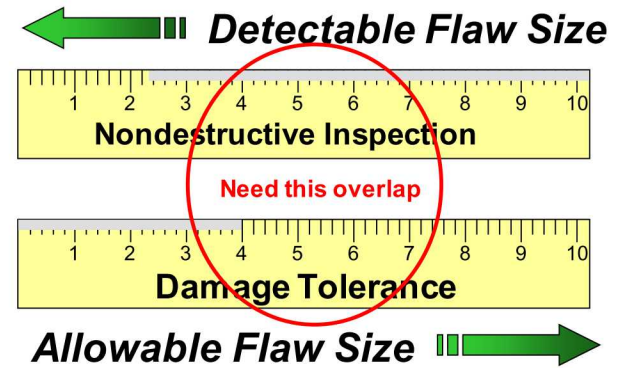 Detectable Flaw Size
1 2 3 4 5 6 7 8 9 10
Nondestructive Inspection
Need this overlap
1 2 3 4 5 6 7 8 9 10
Damage Tolerance
Allowable Flaw Size